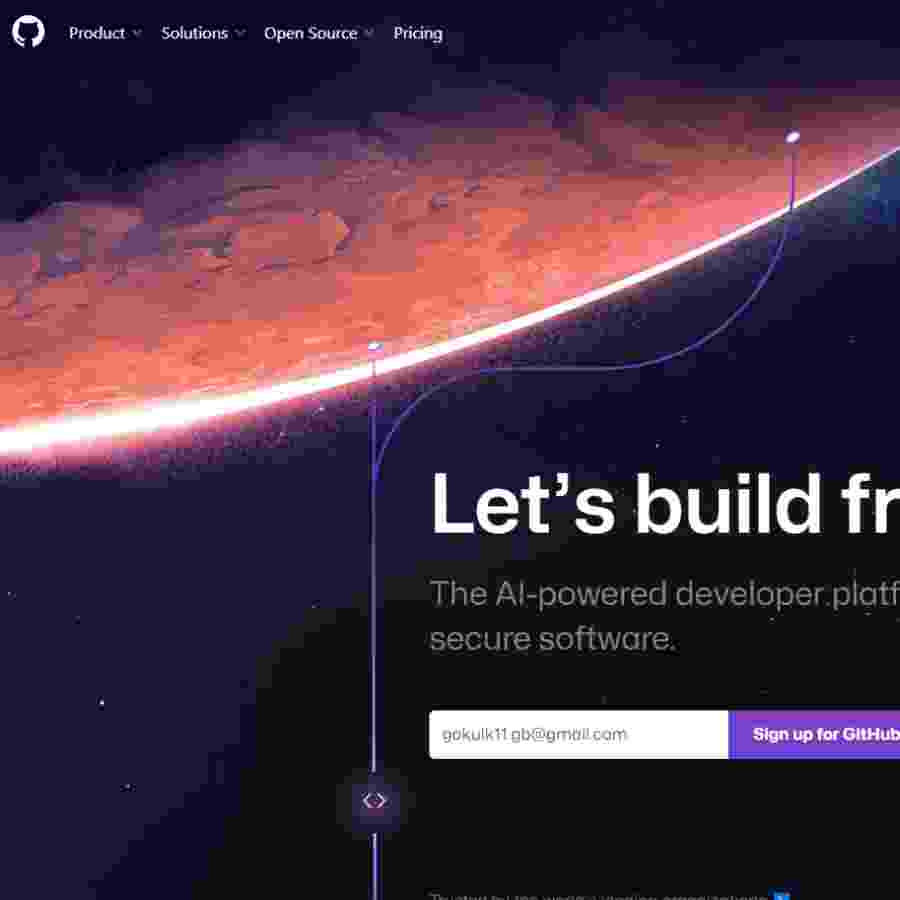 Product
Solutions
Open Source
Pricing
Let’s build fr
The AI-powered developer platf
secure software.
gokulk11.gb@gmail.com
Sign up for GitHub